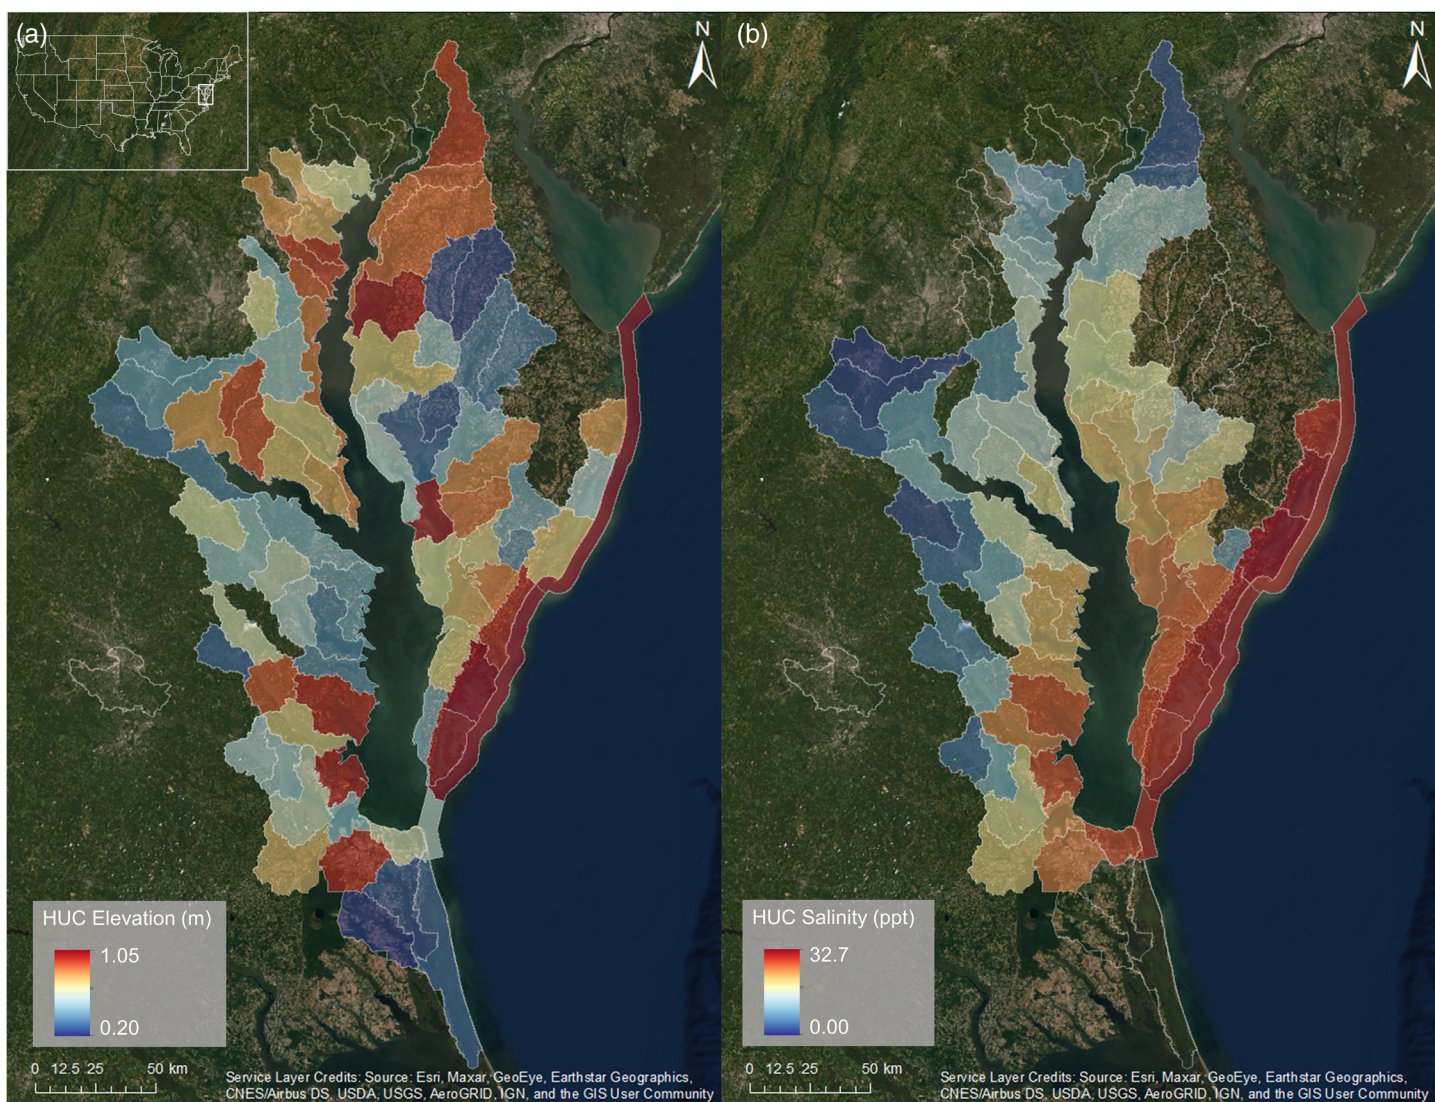 (a)
N
HUC Elevation (m)
1.05
0.20
0 12.5 25 50 km
Service Layer Credits: Source: Esri, Maxar, GeoEye, Earthstar Geographics,
CNES/Airbus DS, USDA, USGS, AeroGRID, IGN, and the GIS User Community
(b)
N
HUC Salinity (ppt)
32.7
0.00
0 12.5 25 50 km
Service Layer Credits: Source: Esri, Maxar, GeoEye, Earthstar Geographics,
CNES/Airbus DS, USDA, USGS, AeroGRID, IGN, and the GIS User Community